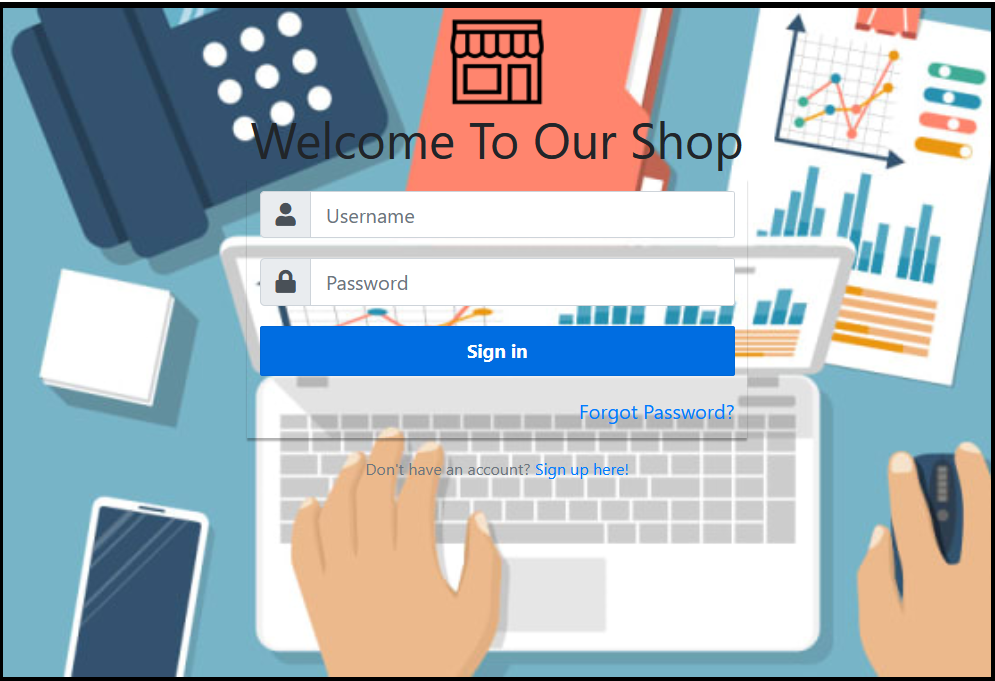 Welcome To Our Shop
Username
Password
Sign in
Forgot Password?
Don't have an account? Sign up here!